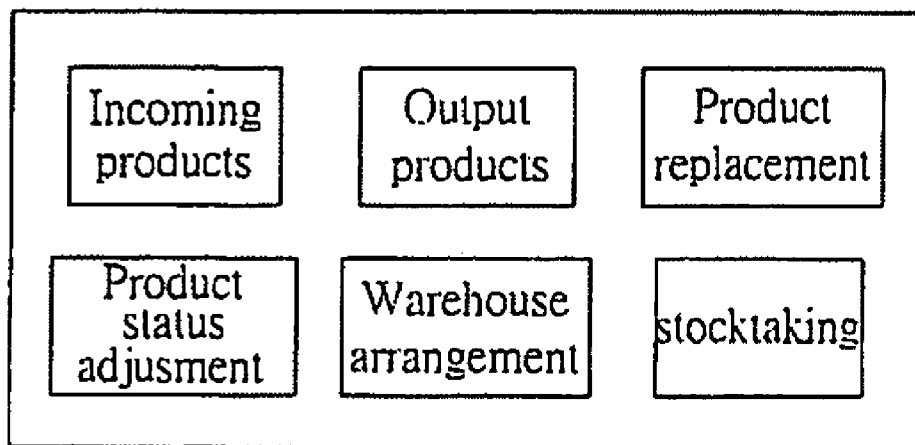 Incoming
products
Output
products
Product
replacement
Product
status
adjusment
Warehouse
arrangement
stocktaking